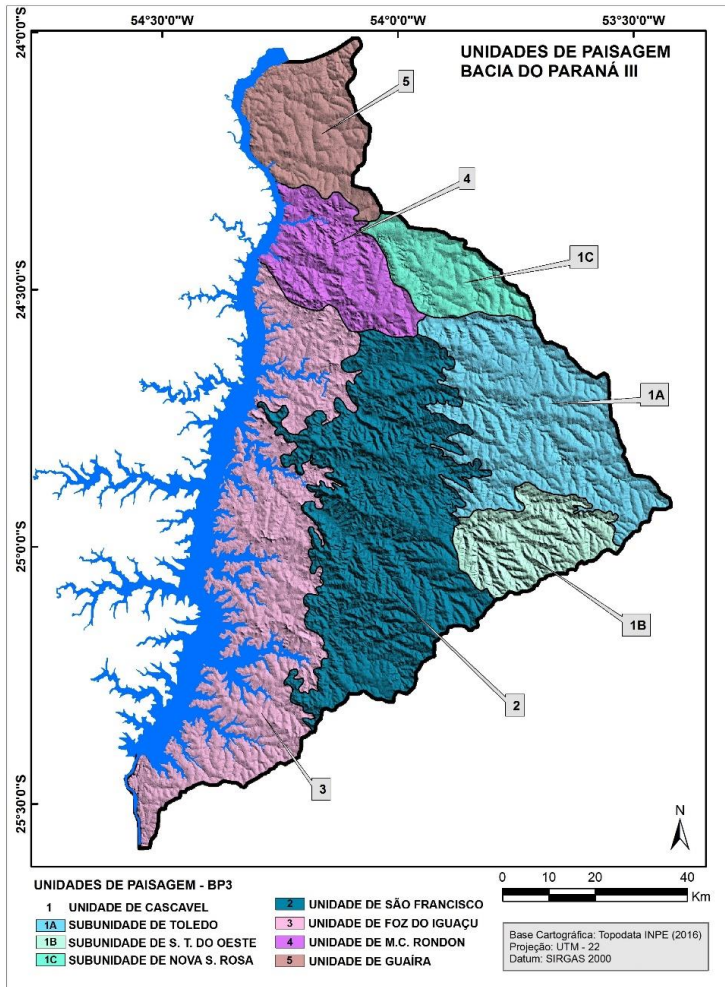 54°30'0"W 54°00'0"W 53°30'0"W
24°0'0"S
24°30'0"S
25°0'0"S
25°30'0"S
UNIDADES DE PAISAGEM
BACIA DO PARANÁ III
5
4
1C
1A
1B
2
3
N
0 10 20 40
Km
UNIDADES DE PAISAGEM - BP3
1 UNIDADE DE CASCAVEL
1A SUBUNIDADE DE TOLEDO
1B SUBUNIDADE DE S. T. DO OESTE
1C SUBUNIDADE DE NOVA S. ROSA
2 UNIDADE DE SÃO FRANCISCO
3 UNIDADE DE FOZ DO IGUAÇU
4 UNIDADE DE M.C. RONDON
5 UNIDADE DE GUAÍRA
Base Cartográfica: Topodata INPE (2016)
Projeção: UTM - 22
Datum: SIRGAS 2000